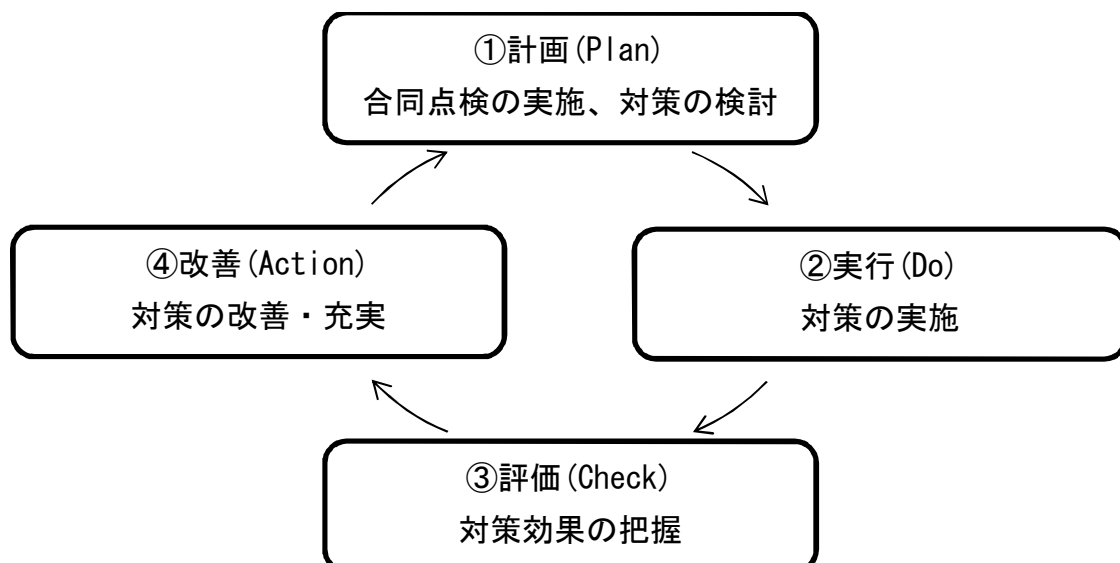 ①計画(Plan)
合同点検の実施、対策の検討
④改善(Action)
対策の改善・充実
②実行(Do)
対策の実施
③評価(Check)
対策効果の把握